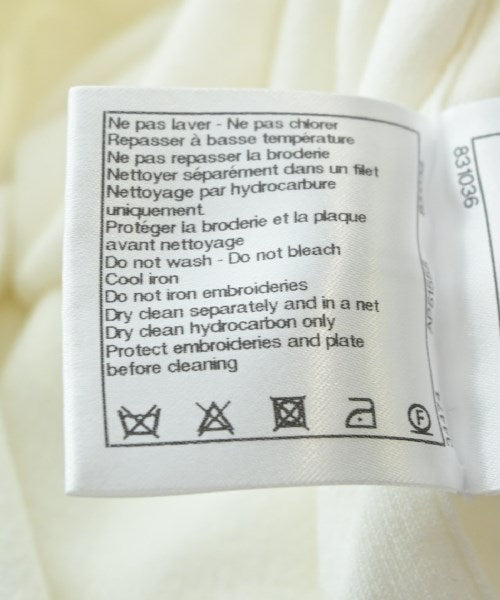 Ne pas laver - Ne pas chlorer
Repasser à basse température
Ne pas repasser la broderie
Nettoyer séparément dans un filet
Nettoyage par hydrocarbure
uniquement.
Protéger la broderie et la plaque
avant nettoyage
Do not wash - Do not bleach
Cool iron
Do not iron embroideries
Dry clean separately and in a net
Dry clean hydrocarbon only
Protect embroideries and plate
before cleaning
F
831036